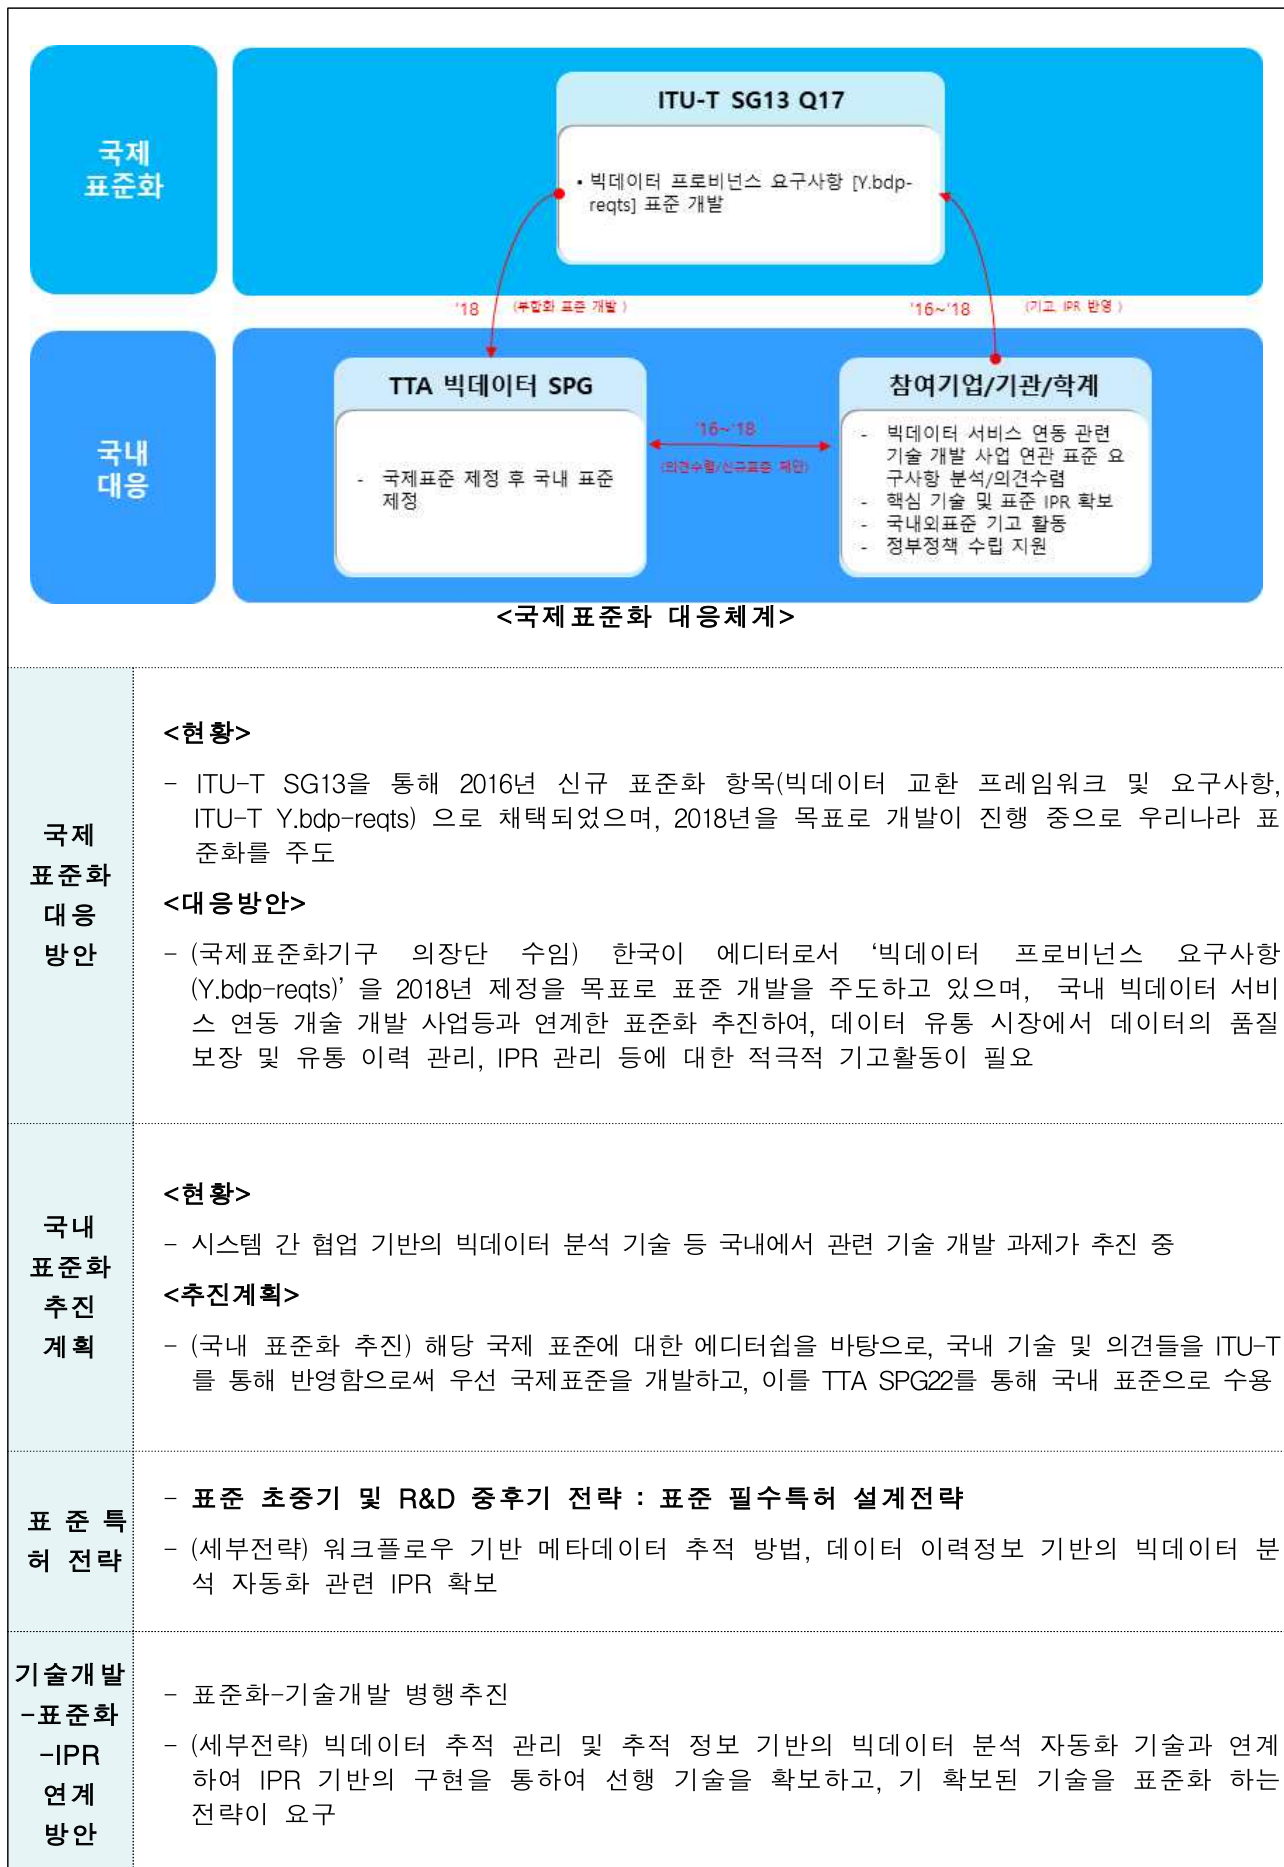 국제
표준화
ITU-T SG13 Q17
• 빅데이터 프로비넌스 요구사항 [Y.bdp-
reqts] 표준 개발
'18 (부합화 표준 개발 )
'16~'18 (기고, IPR 반영 )
국내
대응
TTA 빅데이터 SPG
- 국제표준 제정 후 국내 표준
제정
'16~'18
(의견수렴/신규표준 제안)
참여기업/기관/학계
- 빅데이터 서비스 연동 관련
기술 개발 사업 연관 표준 요
구사항 분석/의견수렴
- 핵심 기술 및 표준 IPR 확보
- 국내외표준 기고 활동
- 정부정책 수립 지원
<국제표준화 대응체계>
국제
표준화
대응
방안
<현황>
- ITU-T SG13을 통해 2016년 신규 표준화 항목(빅데이터 교환 프레임워크 및 요구사항,
ITU-T Y.bdp-reqts) 으로 채택되었으며, 2018년을 목표로 개발이 진행 중으로 우리나라 표
준화를 주도
<대응방안>
- (국제표준화기구 의장단 수임) 한국이 에디터로서 ‘빅데이터 프로비넌스 요구사항
(Y.bdp-reqts)’ 을 2018년 제정을 목표로 표준 개발을 주도하고 있으며, 국내 빅데이터 서비
스 연동 개술 개발 사업등과 연계한 표준화 추진하여, 데이터 유통 시장에서 데이터의 품질
보장 및 유통 이력 관리, IPR 관리 등에 대한 적극적 기고활동이 필요
국내
표준화
추진
계획
<현황>
- 시스템 간 협업 기반의 빅데이터 분석 기술 등 국내에서 관련 기술 개발 과제가 추진 중
<추진계획>
- (국내 표준화 추진) 해당 국제 표준에 대한 에디터쉽을 바탕으로, 국내 기술 및 의견들을 ITU-T
를 통해 반영함으로써 우선 국제표준을 개발하고, 이를 TTA SPG22를 통해 국내 표준으로 수용
표 준 특
허 전략
- 표준 초중기 및 R&D 중후기 전략 : 표준 필수특허 설계전략
- (세부전략) 워크플로우 기반 메타데이터 추적 방법, 데이터 이력정보 기반의 빅데이터 분
석 자동화 관련 IPR 확보
기술개발
-표준화
-IPR
연계
방안
- 표준화-기술개발 병행추진
- (세부전략) 빅데이터 추적 관리 및 추적 정보 기반의 빅데이터 분석 자동화 기술과 연계
하여 IPR 기반의 구현을 통하여 선행 기술을 확보하고, 기 확보된 기술을 표준화 하는
전략이 요구